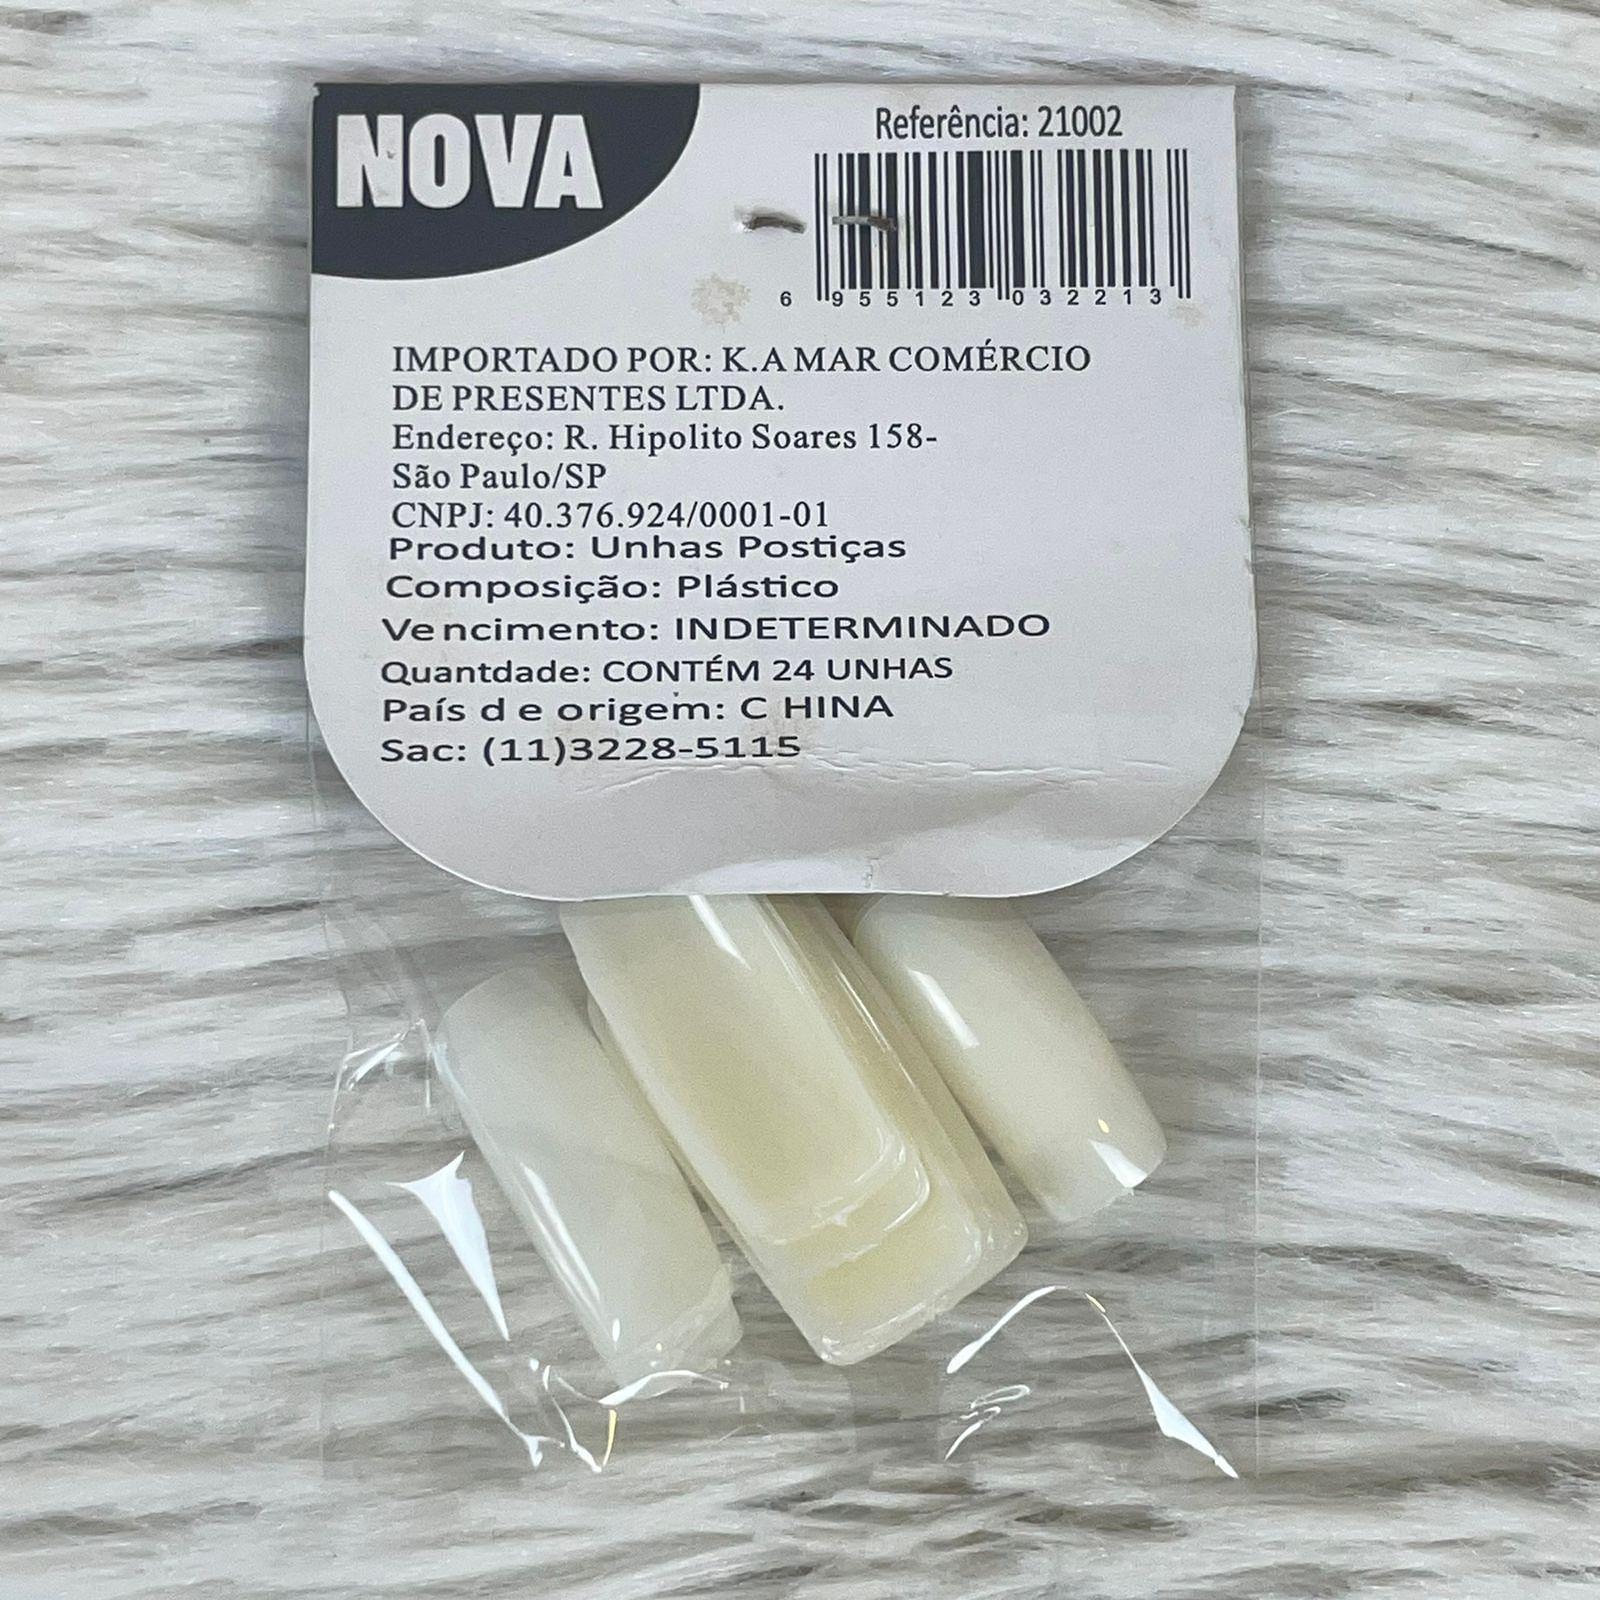 NOVA
Referência: 21002
6 955123 032213
IMPORTADO POR: K.A MAR COMÉRCIO
DE PRESENTES LTDA.
Endereço: R. Hipolito Soares 158-
São Paulo/SP
CNPJ: 40.376.924/0001-01
Produto: Unhas Postiças
Composição: Plástico
Vencimento: INDETERMINADO
Quantdade: CONTÉM 24 UNHAS
País de origem: C HINA
Sac: (11)3228-5115